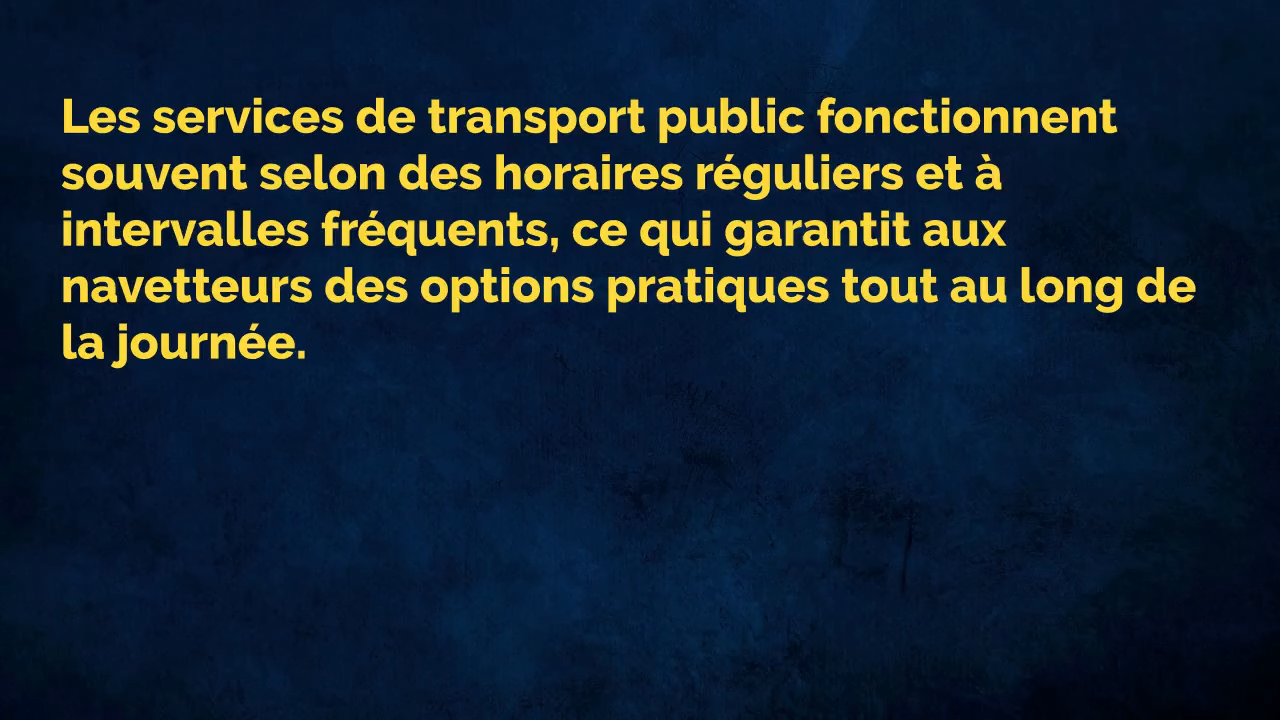 Les services de transport public fonctionnent
souvent selon des horaires réguliers et à
intervalles fréquents, ce qui garantit aux
navetteurs des options pratiques tout au long de
la journée.